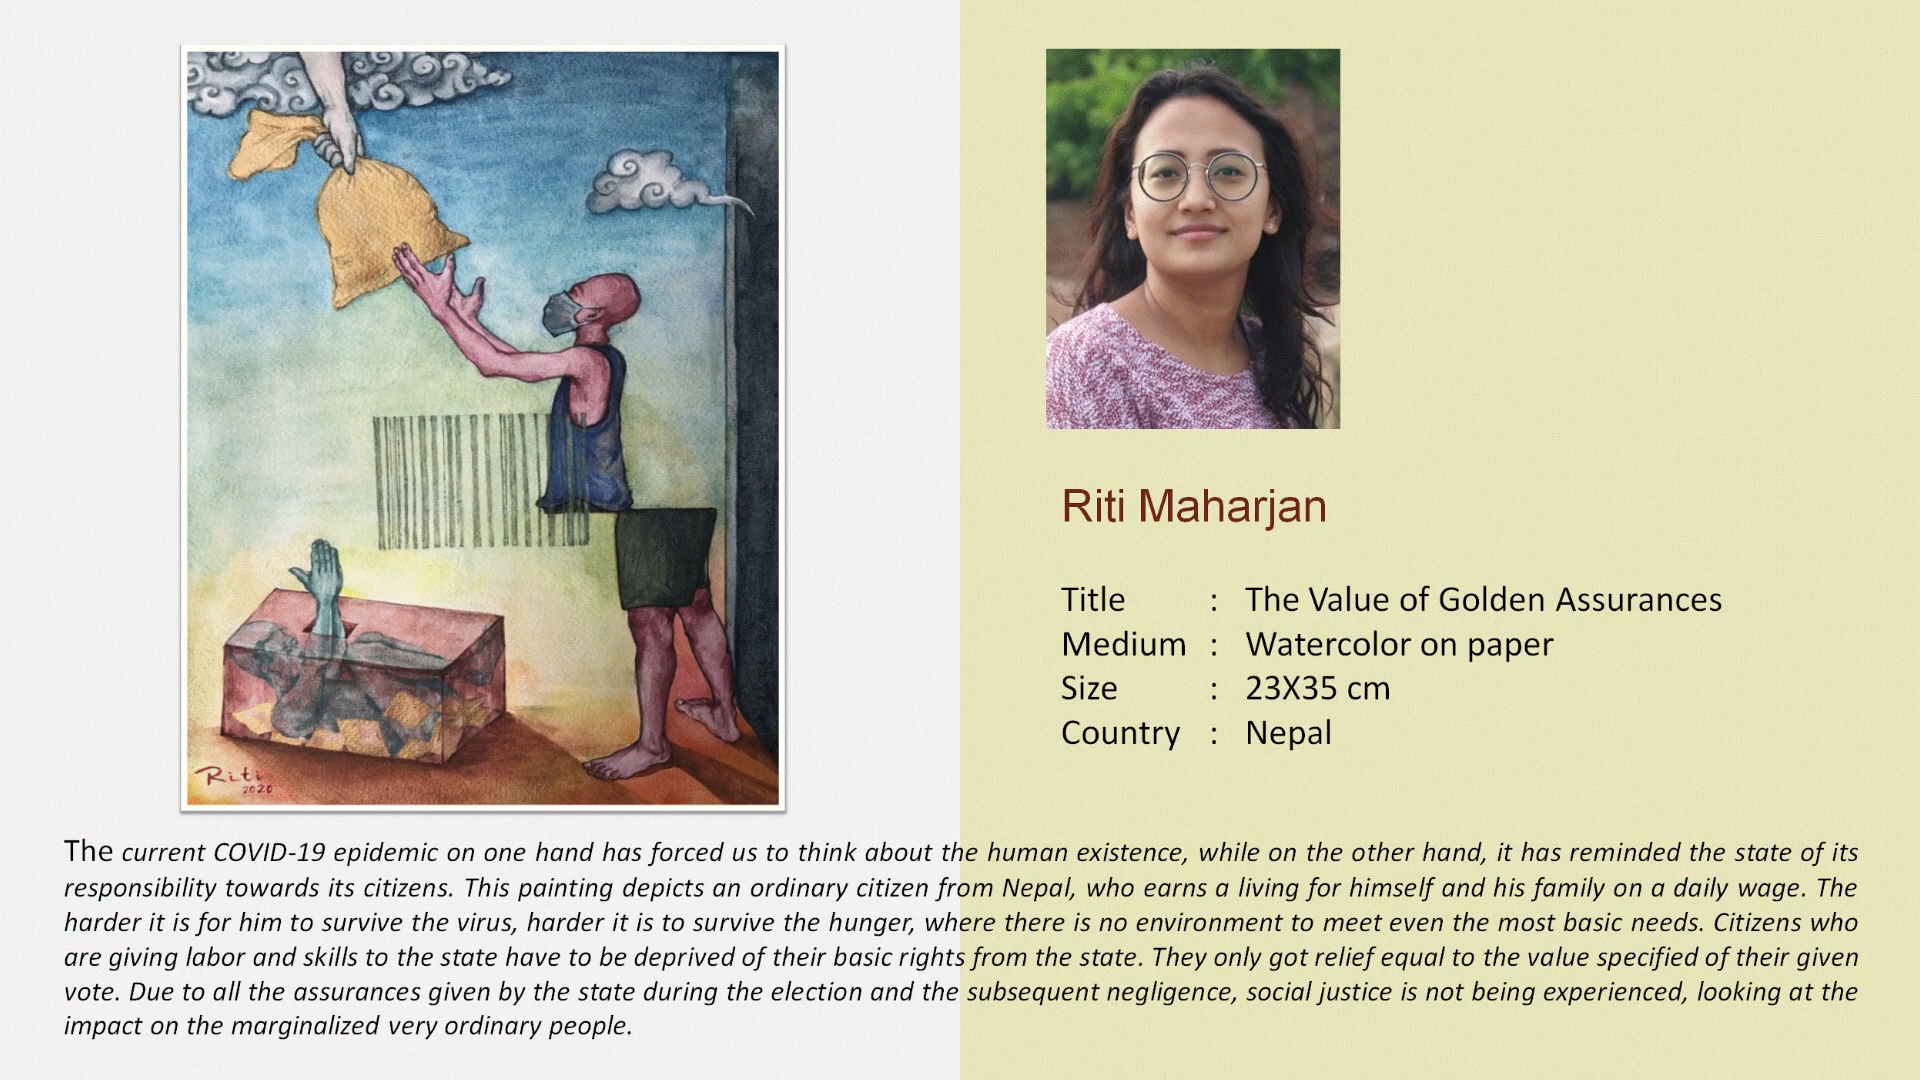 Riti
2020
Riti Maharjan
Title : The Value of Golden Assurances
Medium : Watercolor on paper
Size : 23X35 cm
Country : Nepal
The current COVID-19 epidemic on one hand has forced us to think about the human existence, while on the other hand, it has reminded the state of its
responsibility towards its citizens. This painting depicts an ordinary citizen from Nepal, who earns a living for himself and his family on a daily wage. The
harder it is for him to survive the virus, harder it is to survive the hunger, where there is no environment to meet even the most basic needs. Citizens who
are giving labor and skills to the state have to be deprived of their basic rights from the state. They only got relief equal to the value specified of their given
vote. Due to all the assurances given by the state during the election and the subsequent negligence, social justice is not being experienced, looking at the
impact on the marginalized very ordinary people.